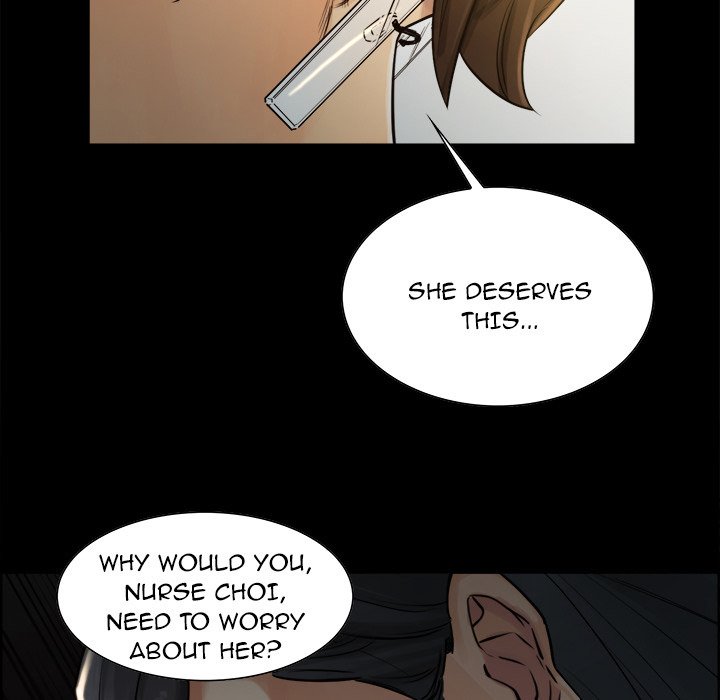 SHE DESERVES
THIS...
WHY WOULD YOU,
NURSE CHOI,
NEED TO WORRY
ABOUT HER?